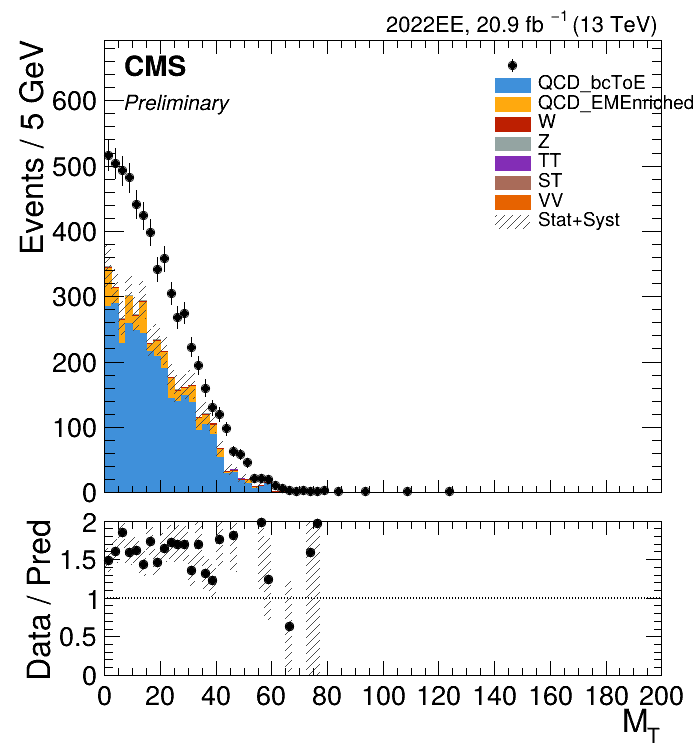 2022EE, 20.9 fb⁻¹ (13 TeV)
CMS
Preliminary
QCD_bcToE
QCD_EMEnriched
W
Z
TT
ST
VV
Stat+Syst
Events / 5 GeV
600
500
400
300
200
100
0
Data / Pred
2
1.5
1
0.5
0
0 20 40 60 80 100 120 140 160 180 200
M_T